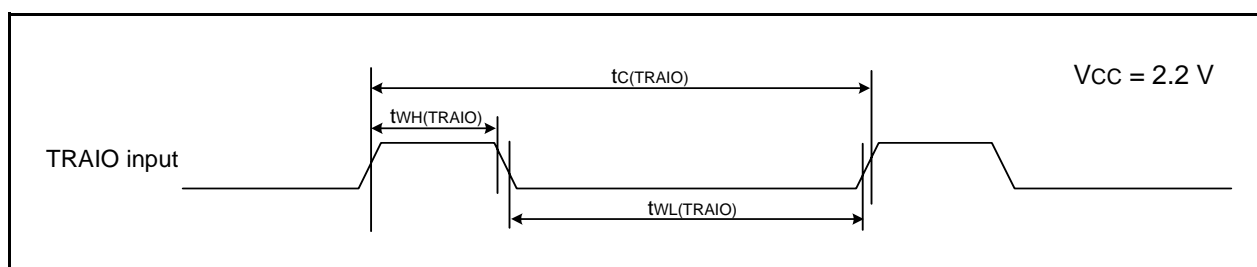 tC(TRAIO)
VCC = 2.2 V
tWH(TRAIO)
TRAIO input
tWL(TRAIO)